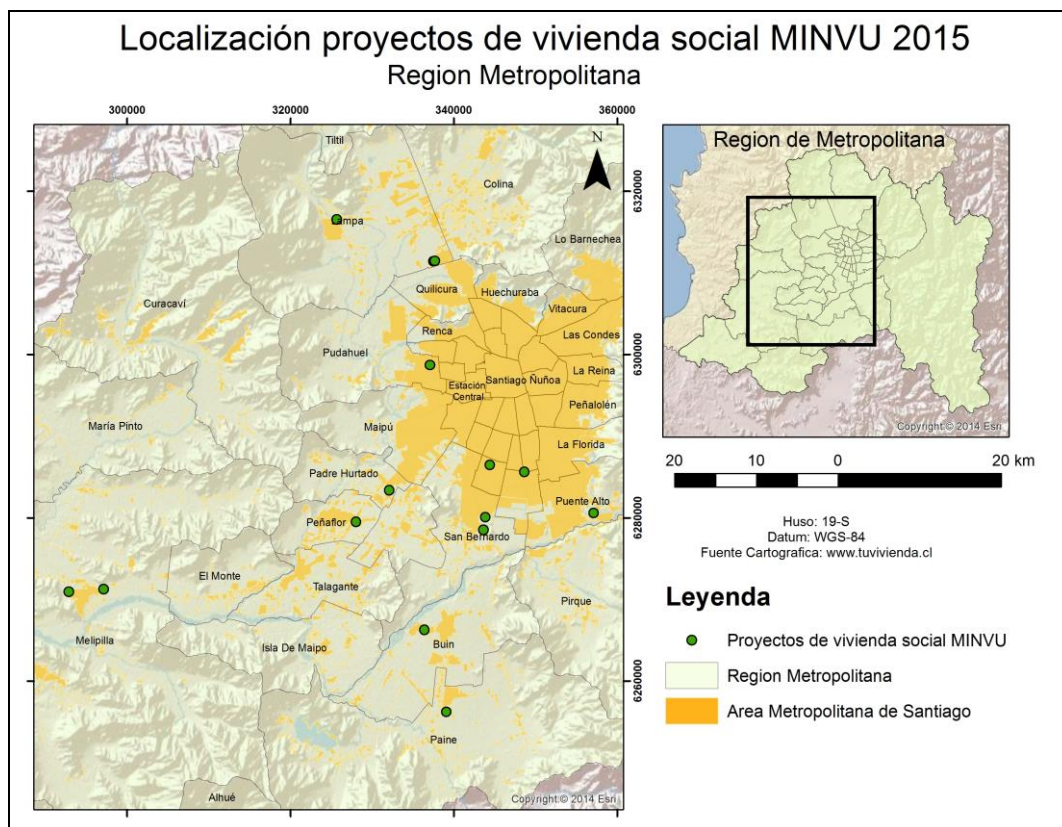 Localización proyectos de vivienda social MINVU 2015
Region Metropolitana
300000
320000
340000
360000
N
Tiltil
Colina
6320000
Lampa
Lo Barnechea
Quilicura
Huechuraba
Curacaví
Vitacura
Renca
Las Condes
Pudahuel
6300000
Santiago Ñuñoa
La Reina
Estación
Central
Peñalolén
María Pinto
Maipú
La Florida
Padre Hurtado
Puente Alto
Peñaflor
6280000
San Bernardo
El Monte
Talagante
Pirque
Melipilla
Isla De Maipo
Buin
6260000
Paine
Alhué
Copyright:© 2014 Esri
Region de Metropolitana
Copyright:© 2014 Esri
20 10 0 20 km
Huso: 19-S
Datum: WGS-84
Fuente Cartografica: www.tuvivienda.cl
Leyenda
Proyectos de vivienda social MINVU
Region Metropolitana
Area Metropolitana de Santiago